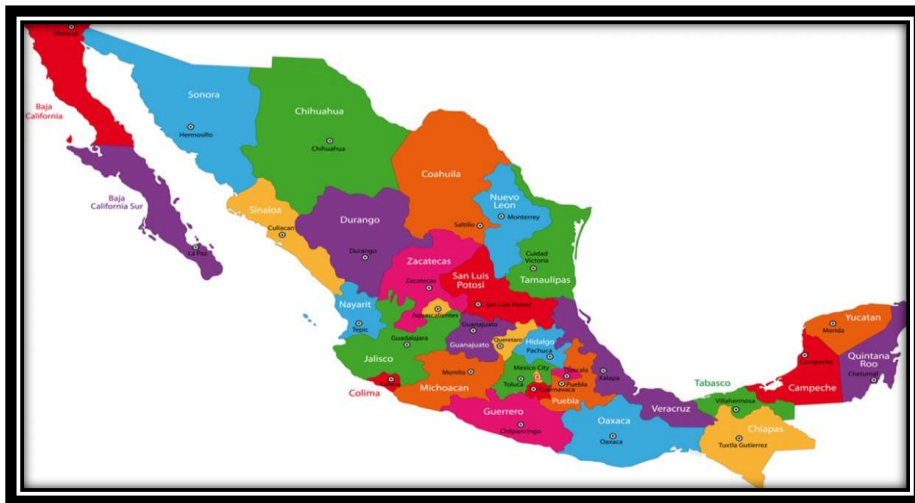 Mexicali
Baja
California
Sonora
Hermosillo
Chihuahua
Chihuahua
Coahuila
Saltillo
Nuevo
Leon
Monterrey
Baja
California Sur
La Paz
Sinaloa
Culiacan
Durango
Durango
Zacatecas
Zacatecas
San Luis
Potosi
San Luis Potosi
Cuidad
Victoria
Tamaulipas
Nayarit
Tepic
Aguascalientes
Guanajuato
Guanajuato
Queretaro
Hidalgo
Pachuca
Guadalajara
Jalisco
Colima
Morelia
Michoacan
Mexico City
Toluca
Tlaxcala
Puebla
Puebla
Cuernavaca
Xalapa
Veracruz
Guerrero
Chilpancingo
Oaxaca
Oaxaca
Tabasco
Villahermosa
Chiapas
Tuxtla Gutierrez
Campeche
Campeche
Yucatan
Merida
Quintana
Roo
Chetumal